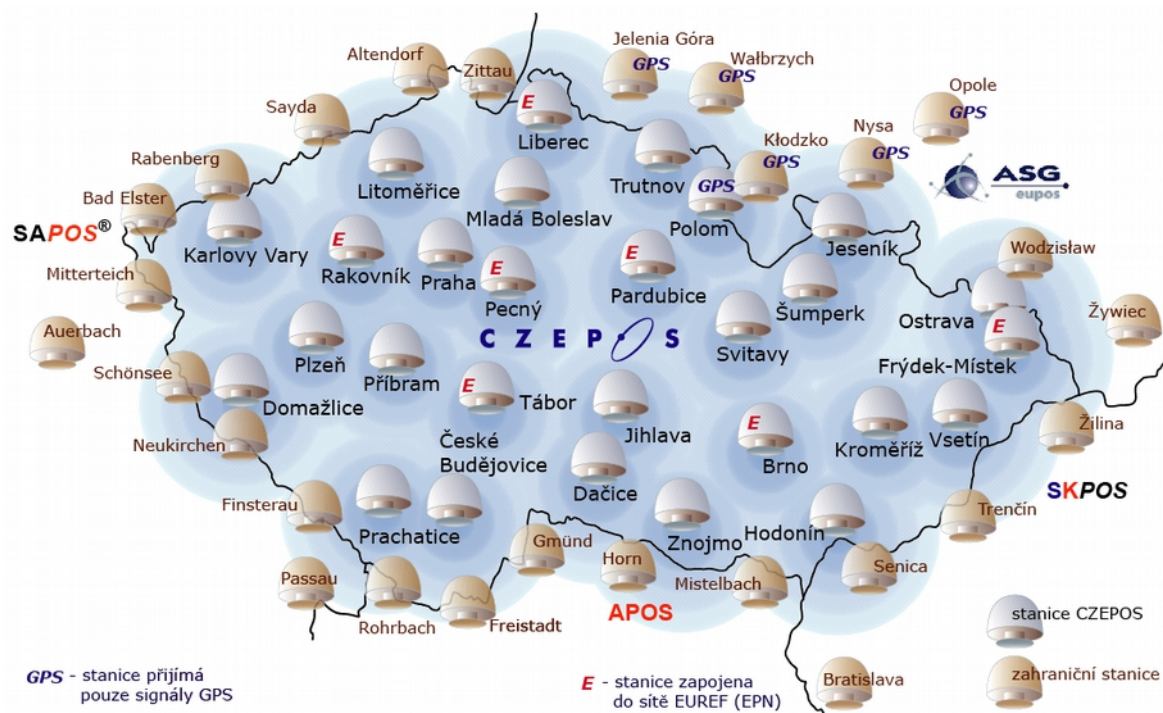 Jelenia Góra
GPS
Altendorf
Zittau
Wałbrzych
GPS
Opole
GPS
Sayda
E
Liberec
Kłodzko
GPS
Nysa
GPS
ASG
eupos
Rabenberg
Litoměřice
Trutnov
GPS
Polom
Bad Elster
Mladá Boleslav
SAPOS®
Karlovy Vary
E
Rakovník
Praha
E
Pecný
E
Pardubice
Jeseník
Wodzisław
Mitterteich
Šumperk
Ostrava
Žywiec
Auerbach
CZEPOS
Svitavy
E
Frýdek-Místek
Plzeň
Příbram
Schönsee
Domažlice
E
Tábor
Jihlava
E
Brno
Kroměříž
Vsetín
Žilina
Neukirchen
České
Budějovice
Dačice
SKPOS
Finsterau
Prachatice
Gmünd
Znojmo
Hodonín
Trenčín
Passau
Rohrbach
Freistadt
Horn
Mistelbach
Senica
APOS
stanice CZEPOS
GPS - stanice přijímá
pouze signály GPS
E - stanice zapojena
do sítě EUREF (EPN)
Bratislava
zahraniční stanice